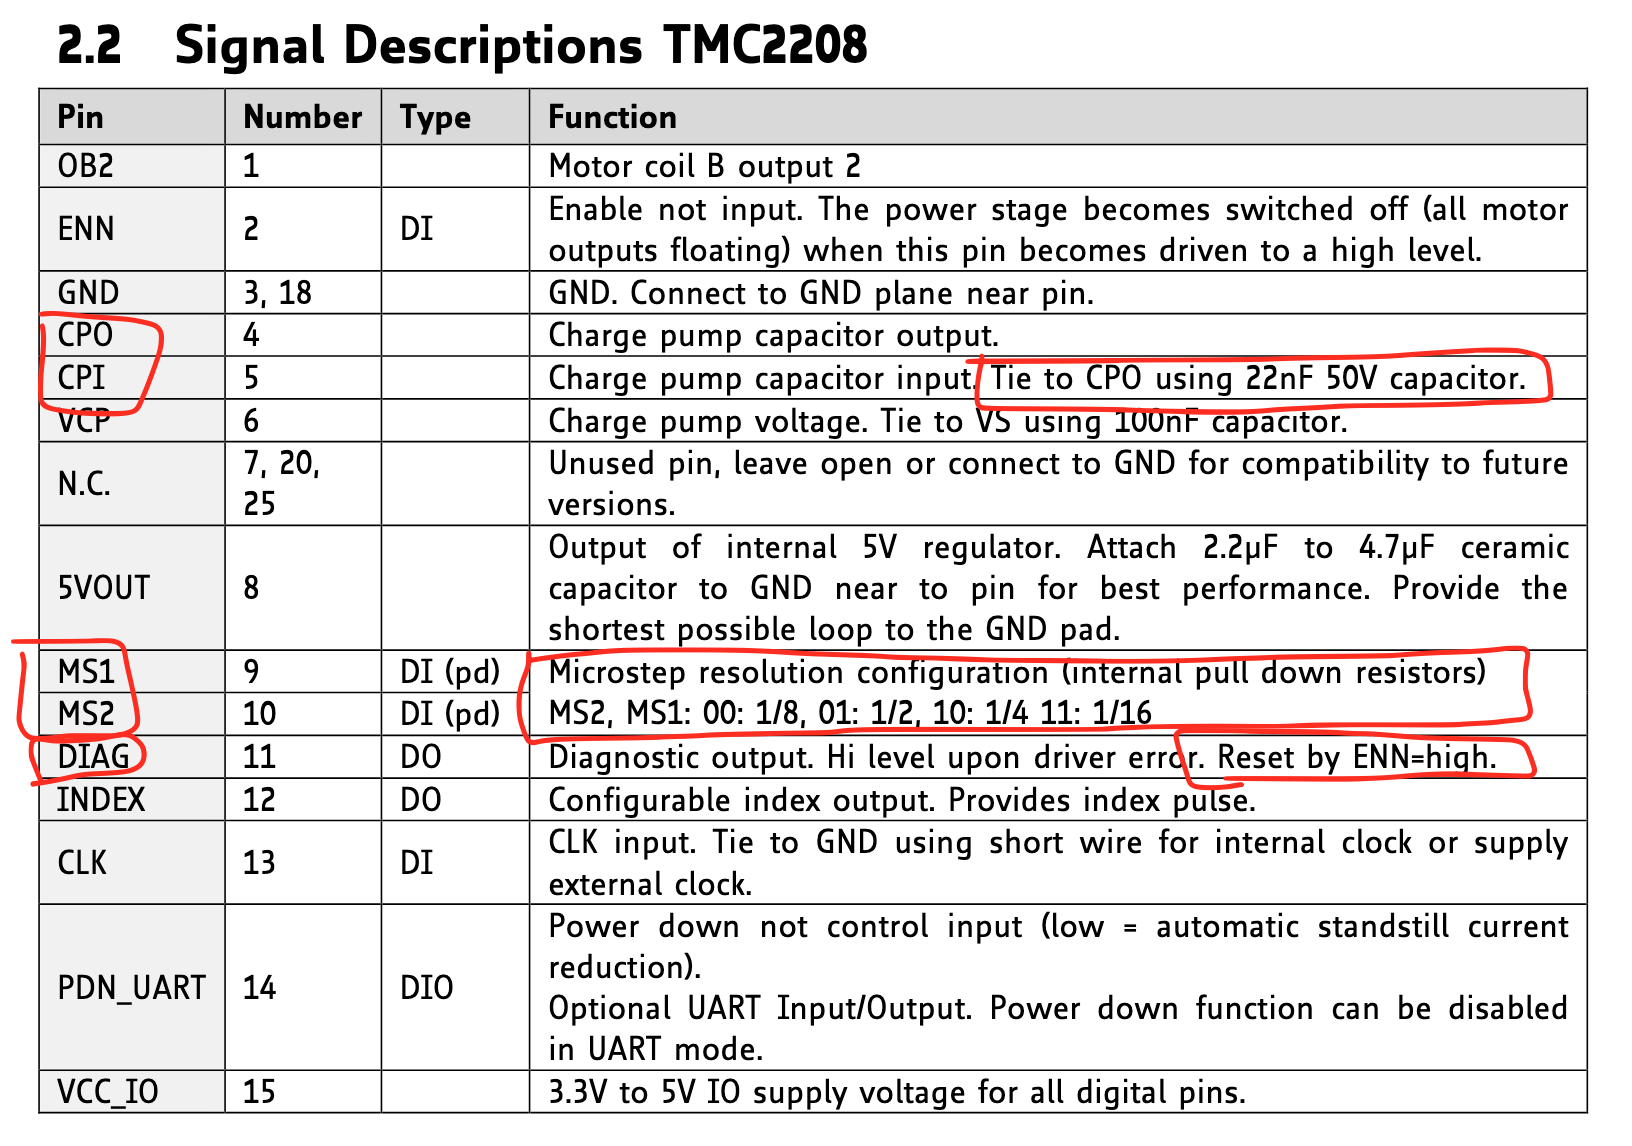 2.2 Signal Descriptions TMC2208
Pin Number Type Function
OB2 1 Motor coil B output 2
ENN 2 DI Enable not input. The power stage becomes switched off (all motor
outputs floating) when this pin becomes driven to a high level.
GND 3, 18 GND. Connect to GND plane near pin.
CPO 4 Charge pump capacitor output.
CPI 5 Charge pump capacitor input. Tie to CPO using 22nF 50V capacitor.
VCP 6 Charge pump voltage. Tie to VS using 100nF capacitor.
N.C. 7, 20,
25 Unused pin, leave open or connect to GND for compatibility to future
versions.
5VOUT 8 Output of internal 5V regulator. Attach 2.2µF to 4.7µF ceramic
capacitor to GND near to pin for best performance. Provide the
shortest possible loop to the GND pad.
MS1 9 DI (pd) Microstep resolution configuration (internal pull down resistors)
MS2 10 DI (pd) MS2, MS1: 00: 1/8, 01: 1/2, 10: 1/4 11: 1/16
DIAG 11 DO Diagnostic output. Hi level upon driver error. Reset by ENN=high.
INDEX 12 DO Configurable index output. Provides index pulse.
CLK 13 DI CLK input. Tie to GND using short wire for internal clock or supply
external clock.
PDN_UART 14 DIO Power down not control input (low = automatic standstill current
reduction).
Optional UART Input/Output. Power down function can be disabled
in UART mode.
VCC_IO 15 3.3V to 5V IO supply voltage for all digital pins.